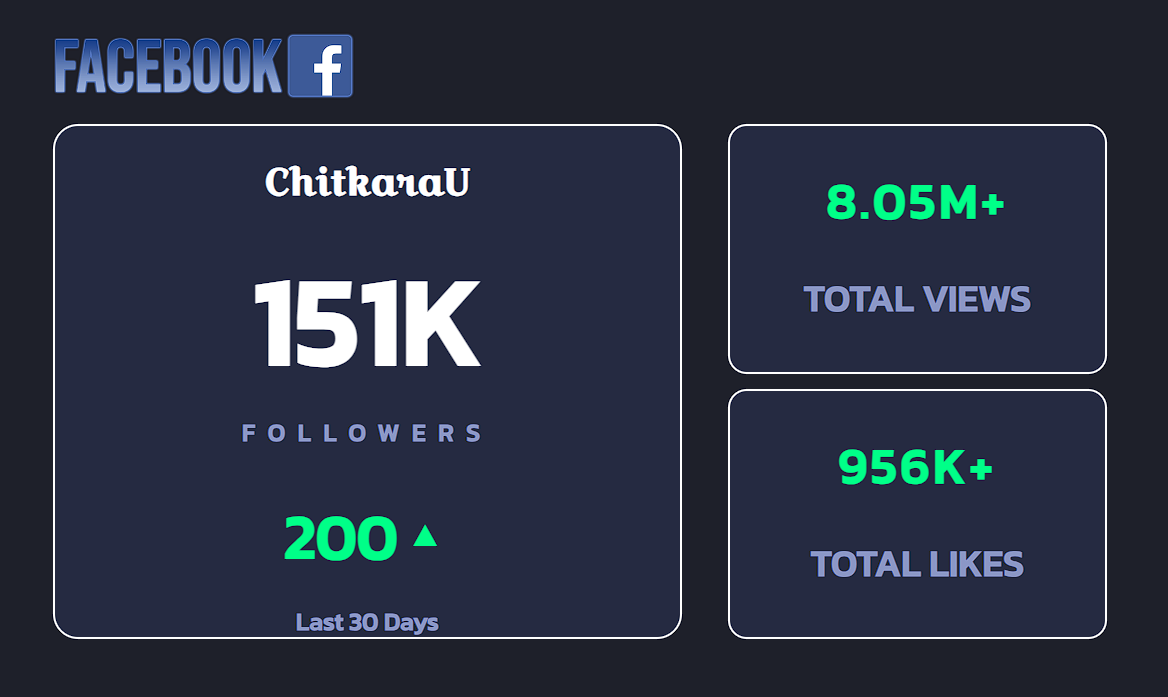 FACEBOOK f
ChitkaraU
151K
FOLLOWERS
200 ▲
Last 30 Days
8.05M+
TOTAL VIEWS
956K+
TOTAL LIKES